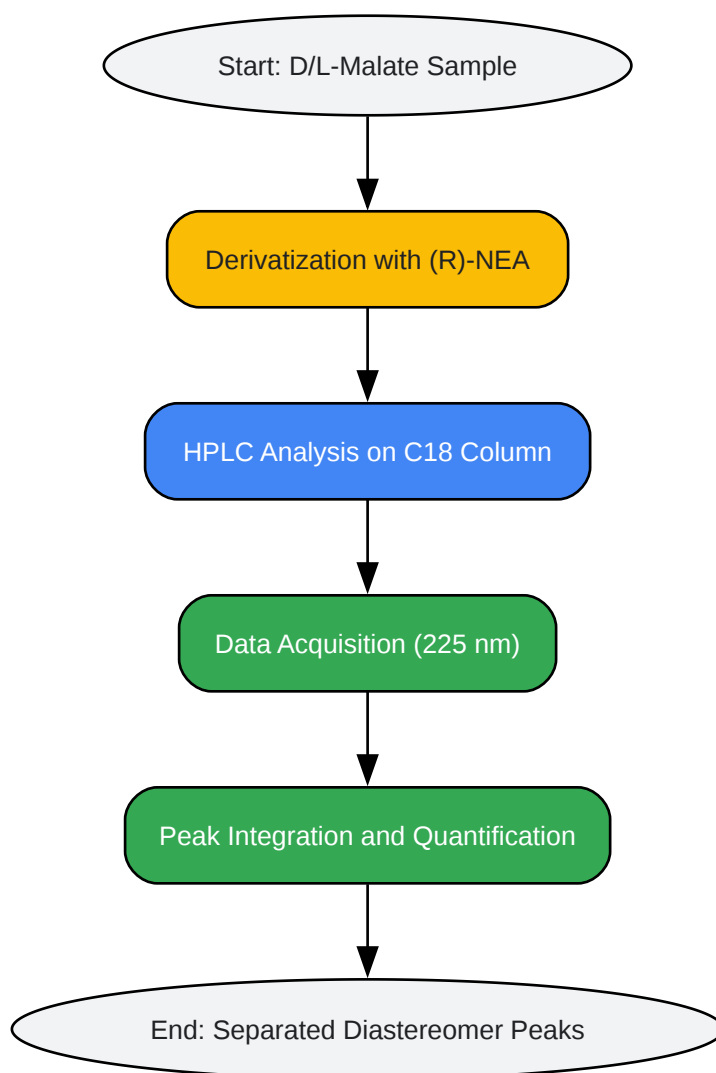 Start: D/L-Malate Sample
Derivatization with (R)-NEA
HPLC Analysis on C18 Column
Data Acquisition (225 nm)
Peak Integration and Quantification
End: Separated Diastereomer Peaks